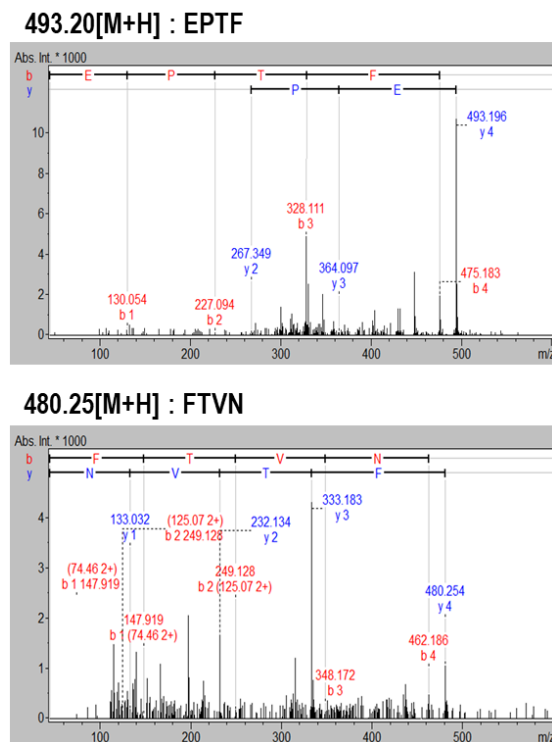 493.20[M+H] : EPTF
Abs. Int. * 1000
b E P T F
y P E
10
8
6
4
2
0
493.196
y 4
328.111
b 3
267.349
y 2
364.097
y 3
475.183
b 4
130.054
b 1
227.094
b 2
100 200 300 400 500 m/z
480.25[M+H] : FTVN
Abs. Int. * 1000
b F T V N
y N V T F
4
3
2
1
0
133.032
y 1
(125.07 2+)
b 2 249.128
232.134
y 2
333.183
y 3
(74.46 2+)
b 1 147.919
249.128
b 2 (125.07 2+)
480.254
y 4
147.919
b 1 (74.46 2+)
462.186
b 4
348.172
b 3
100 200 300 400 500 m/z